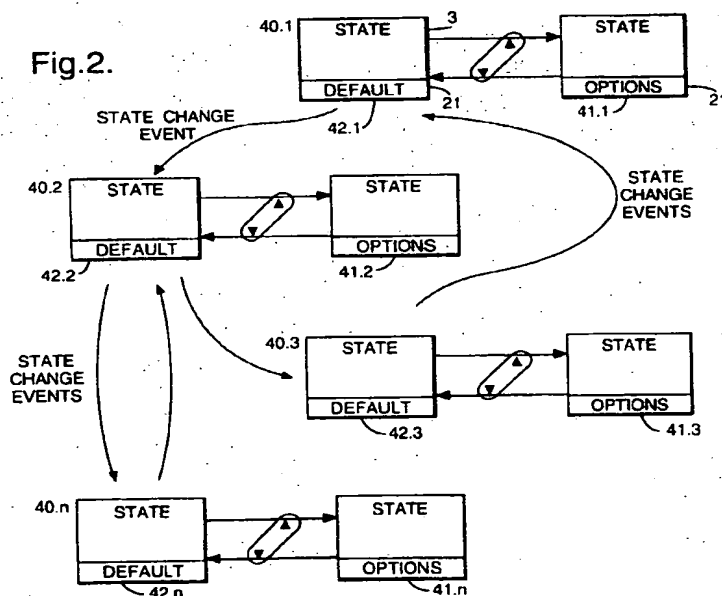 Fig.2.
40.1
STATE
3
STATE
DEFAULT
21
42.1
OPTIONS
41.1
STATE CHANGE
EVENT
40.2
STATE
STATE
DEFAULT
42.2
OPTIONS
41.2
STATE
CHANGE
EVENTS
40.3
STATE
STATE
DEFAULT
42.3
OPTIONS
41.3
STATE
CHANGE
EVENTS
40.n
STATE
STATE
DEFAULT
42.n
OPTIONS
41.n